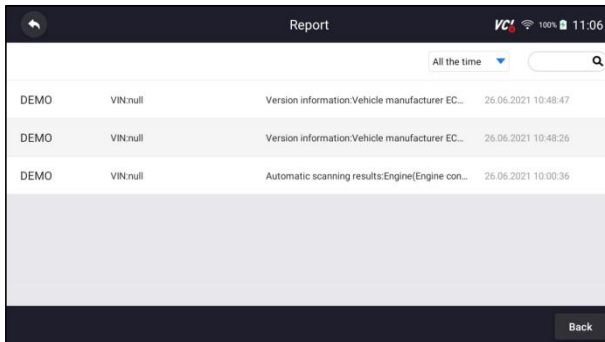 Report VCI 100% 11:06
All the time
DEMO VIN:null Version information:Vehicle manufacturer EC... 26.06.2021 10:48:47
DEMO VIN:null Version information:Vehicle manufacturer EC... 26.06.2021 10:48:26
DEMO VIN:null Automatic scanning results:Engine(Engine con... 26.06.2021 10:00:36
Back